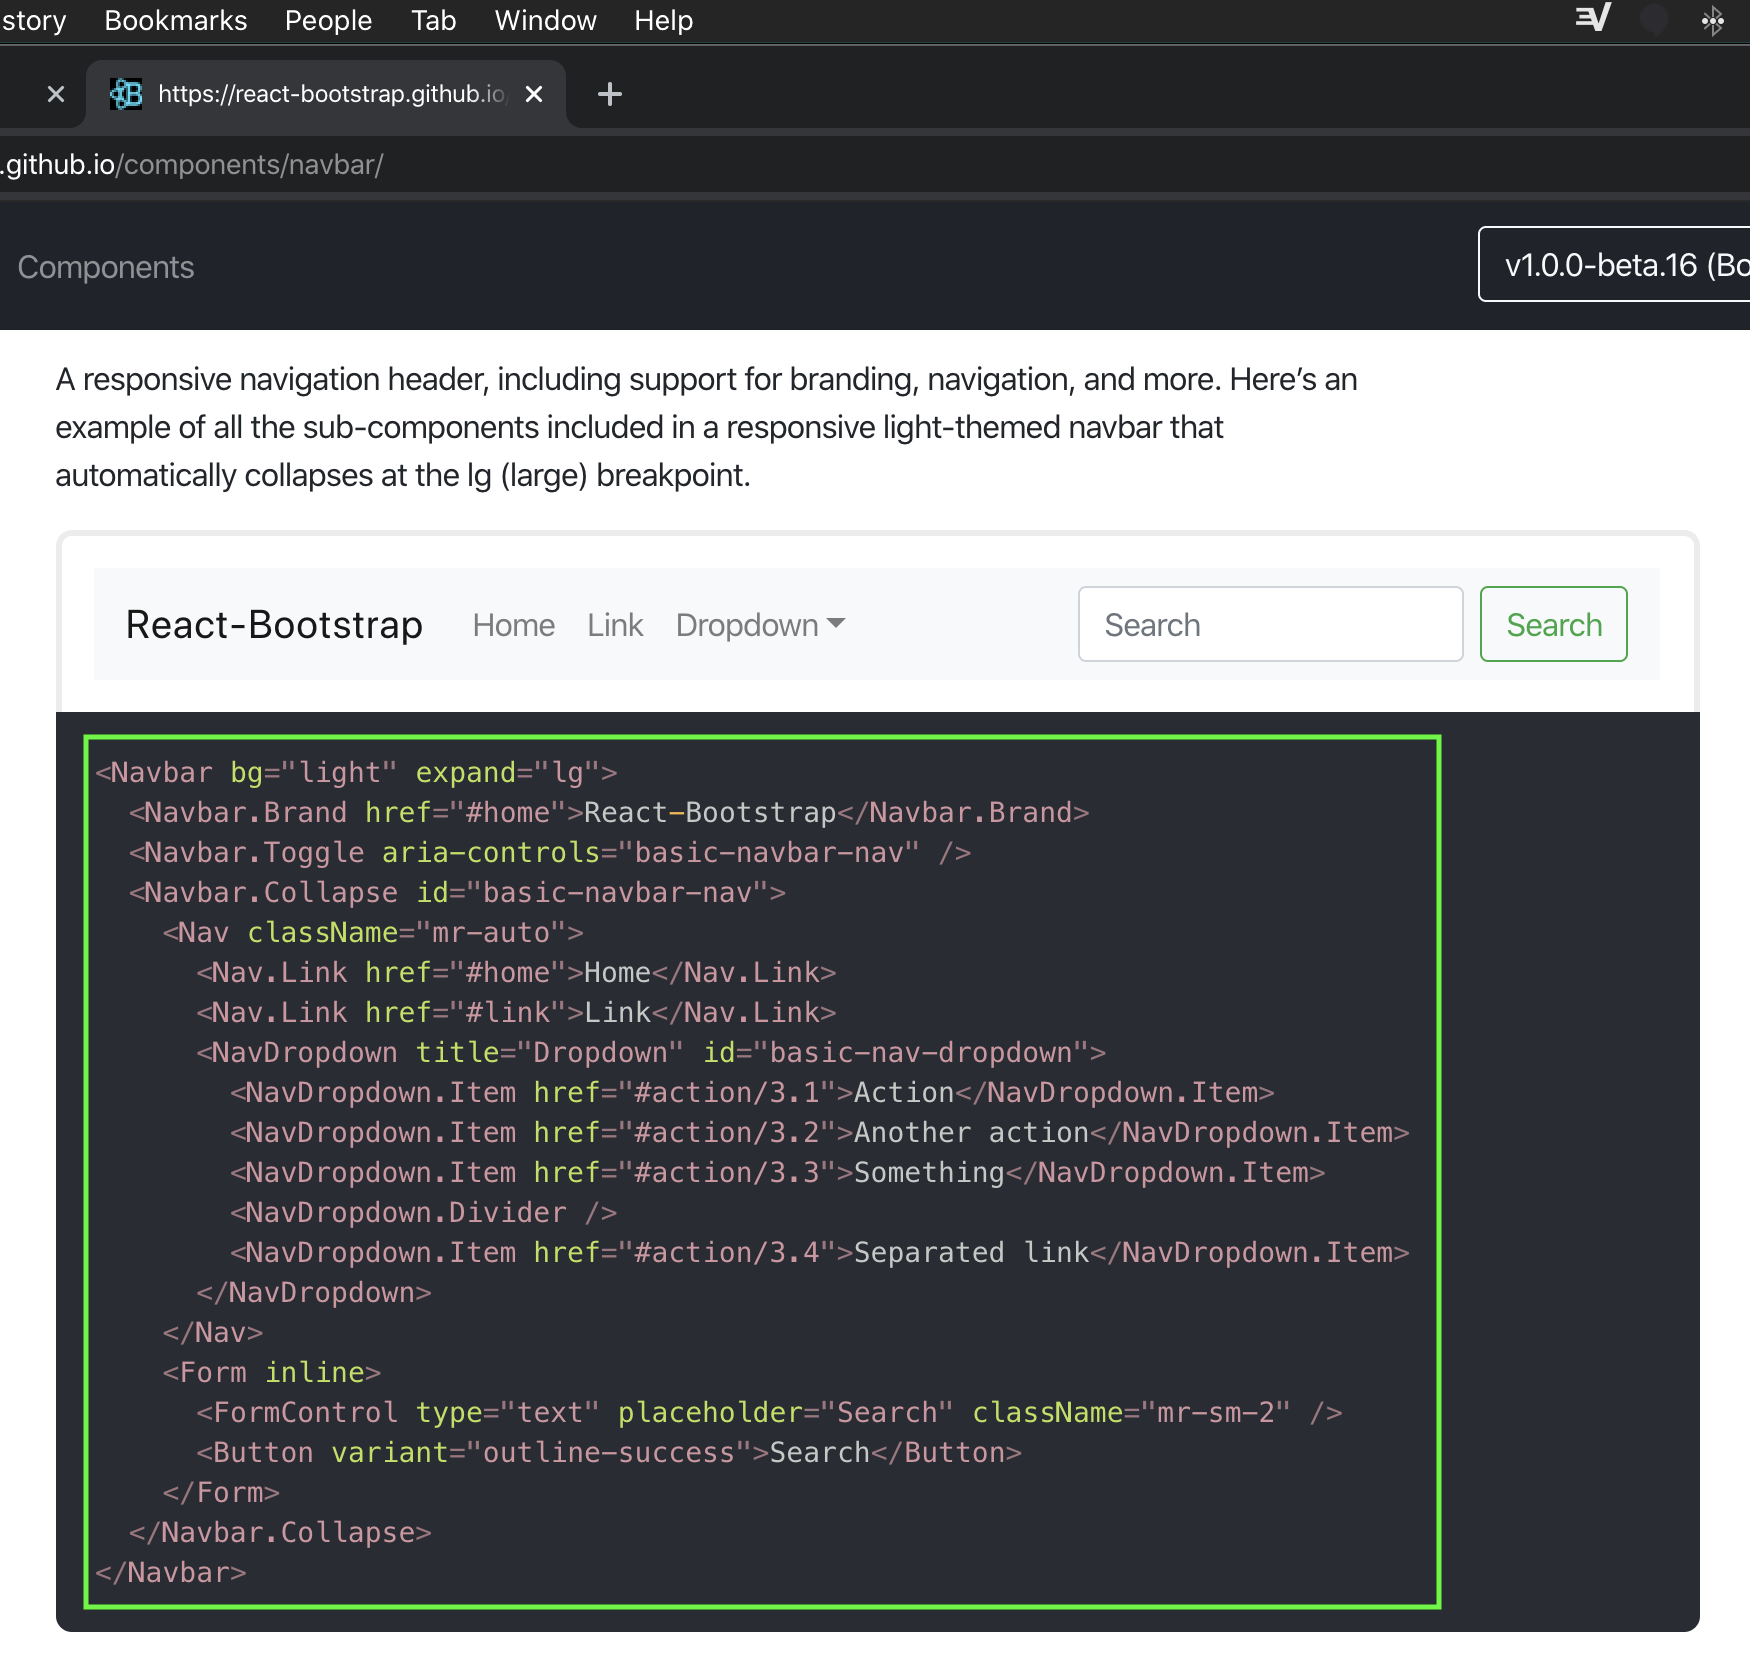 story Bookmarks People Tab Window Help
https://react-bootstrap.github.io/
.github.io/components/navbar/
Components
v1.0.0-beta.16 (Bo
A responsive navigation header, including support for branding, navigation, and more. Here’s an
example of all the sub-components included in a responsive light-themed navbar that
automatically collapses at the lg (large) breakpoint.
React-Bootstrap Home Link Dropdown Search Search
<Navbar bg="light" expand="lg">
  <Navbar.Brand href="#home">React-Bootstrap</Navbar.Brand>
  <Navbar.Toggle aria-controls="basic-navbar-nav" />
  <Navbar.Collapse id="basic-navbar-nav">
    <Nav className="mr-auto">
      <Nav.Link href="#home">Home</Nav.Link>
      <Nav.Link href="#link">Link</Nav.Link>
      <NavDropdown title="Dropdown" id="basic-nav-dropdown">
        <NavDropdown.Item href="#action/3.1">Action</NavDropdown.Item>
        <NavDropdown.Item href="#action/3.2">Another action</NavDropdown.Item>
        <NavDropdown.Item href="#action/3.3">Something</NavDropdown.Item>
        <NavDropdown.Divider />
        <NavDropdown.Item href="#action/3.4">Separated link</NavDropdown.Item>
      </NavDropdown>
    </Nav>
    <Form inline>
      <FormControl type="text" placeholder="Search" className="mr-sm-2" />
      <Button variant="outline-success">Search</Button>
    </Form>
  </Navbar.Collapse>
</Navbar>